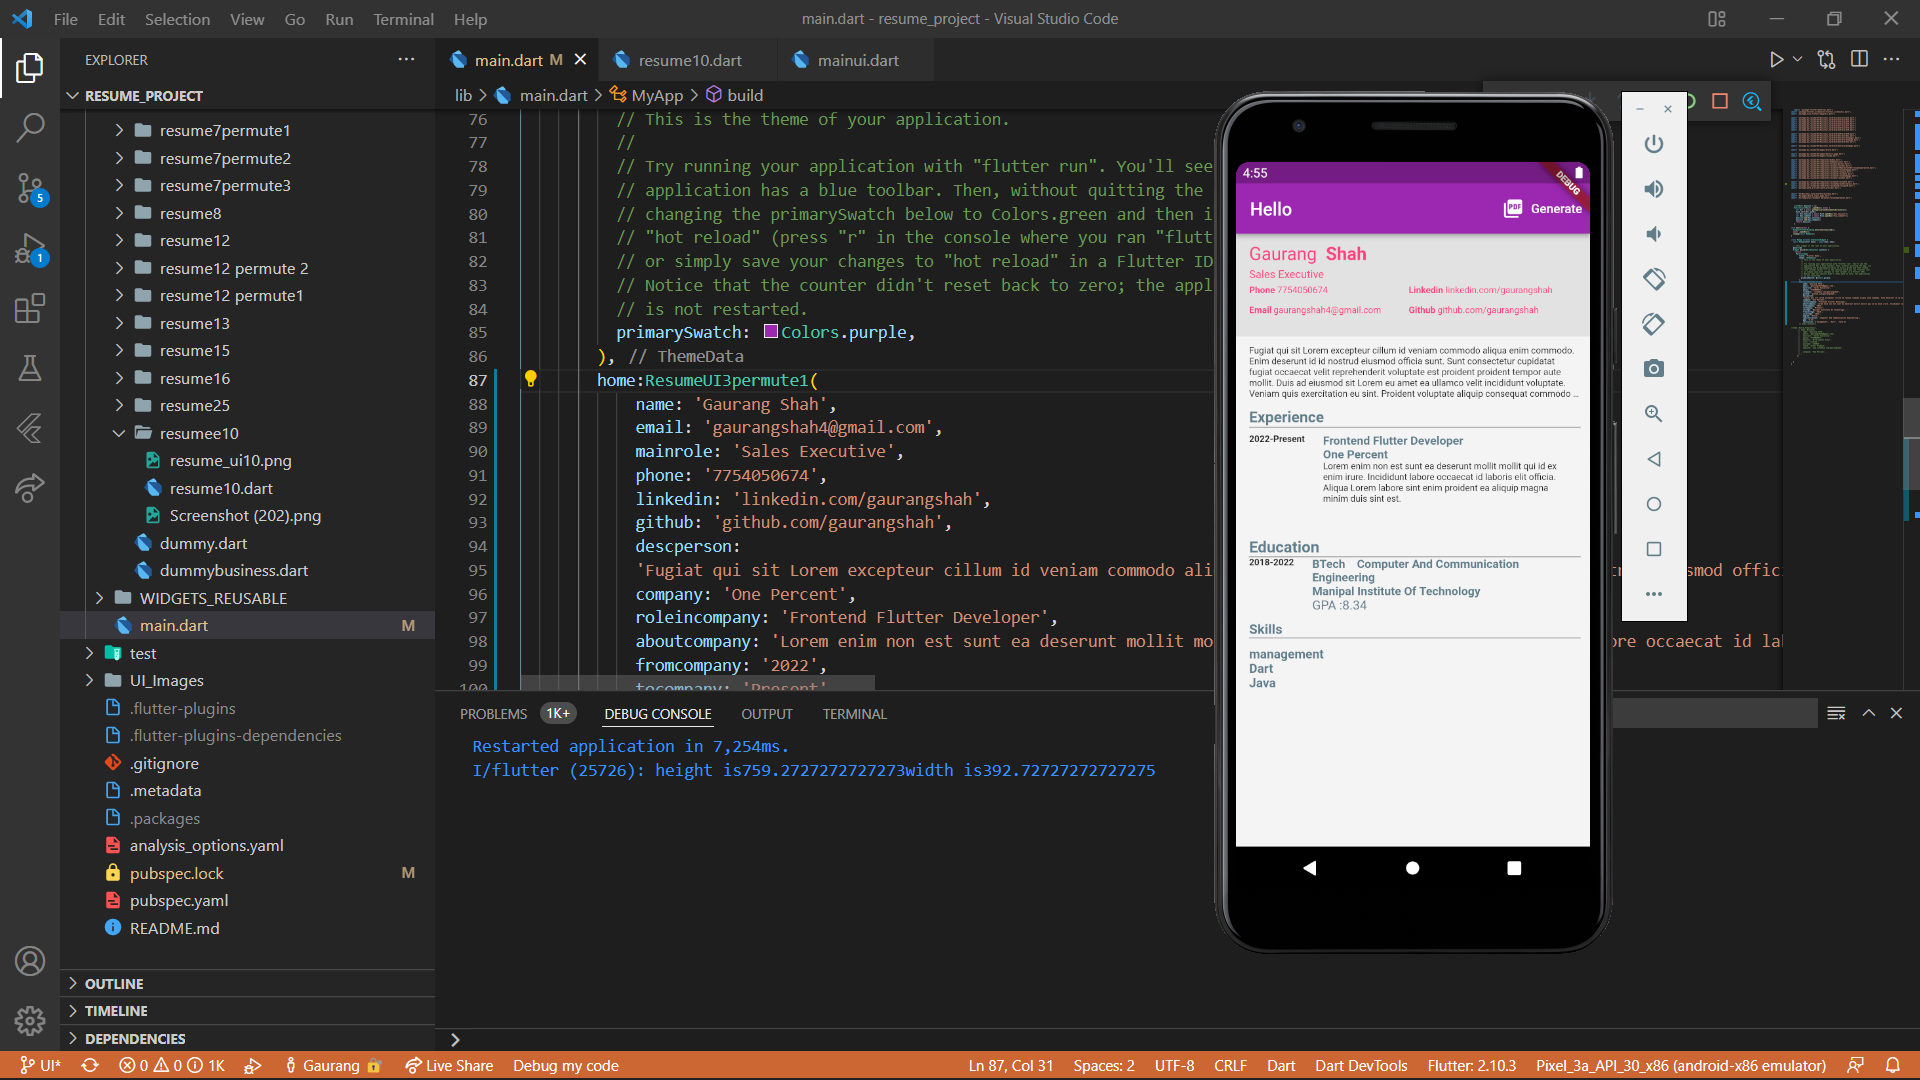 File Edit Selection View Go Run Terminal Help
main.dart - resume_project - Visual Studio Code
EXPLORER
RESUME_PROJECT
resume7permute1
resume7permute2
resume7permute3
resume8
resume12
resume12 permute 2
resume12 permute1
resume13
resume15
resume16
resume25
resumee10
resume_ui10.png
resume10.dart
Screenshot (202).png
dummy.dart
dummybusiness.dart
WIDGETS_REUSABLE
main.dart M
test
UI_Images
.flutter-plugins
.flutter-plugins-dependencies
.gitignore
.metadata
.packages
analysis_options.yaml
pubspec.lock M
pubspec.yaml
README.md
OUTLINE
TIMELINE
DEPENDENCIES
5
1
main.dart M
resume10.dart
mainui.dart
lib > main.dart > MyApp > build
76 // This is the theme of your application.
77 //
78 // Try running your application with "flutter run". You'll see
79 // application has a blue toolbar. Then, without quitting the
80 // changing the primarySwatch below to Colors.green and then i
81 // "hot reload" (press "r" in the console where you ran "flutt
82 // or simply save your changes to "hot reload" in a Flutter ID
83 // Notice that the counter didn't reset back to zero; the appl
84 // is not restarted.
85 primarySwatch: Colors.purple,
86 ), // ThemeData
87 home:ResumeUI3permute1(
88 name: 'Gaurang Shah',
89 email: 'gaurangshah4@gmail.com',
90 mainrole: 'Sales Executive',
91 phone: '7754050674',
92 linkedin: 'linkedin.com/gaurangshah',
93 github: 'github.com/gaurangshah',
94 descperson:
95 'Fugiat qui sit Lorem excepteur cillum id veniam commodo ali
96 company: 'One Percent',
97 roleincompany: 'Frontend Flutter Developer',
98 aboutcompany: 'Lorem enim non est sunt ea deserunt mollit mo
99 fromcompany: '2022',
100 tocompany: 'Present'
smod offici
ore occaecat id lab
4:55
DEBUG
Hello
PDF Generate
Gaurang Shah
Sales Executive
Phone 7754050674 Linkedin linkedin.com/gaurangshah
Email gaurangshah4@gmail.com Github github.com/gaurangshah
Fugiat qui sit Lorem excepteur cillum id veniam commodo aliqua enim commodo.
Enim deserunt id id nostrud eiusmod officia sunt. Sunt consectetur cupidatat
fugiat occaecat velit reprehenderit voluptate est proident proident tempor aute
mollit. Duis ad eiusmod sit Lorem eu amet ea ullamco velit incididunt voluptate.
Veniam quis exercitation eu sint. Proident voluptate aliquip consequat commodo ...
Experience
2022-Present Frontend Flutter Developer
One Percent
Lorem enim non est sunt ea deserunt mollit mollit qui id ex
enim irure. Incididunt labore occaecat id laboris elit officia.
Aliqua Lorem labore sint enim proident ea aliquip magna
minim duis sint est.
Education
2018-2022 BTech Computer And Communication
Engineering
Manipal Institute Of Technology
GPA :8.34
Skills
management
Dart
Java
PROBLEMS 1K+ DEBUG CONSOLE OUTPUT TERMINAL
Restarted application in 7,254ms.
I/flutter (25726): height is759.2727272727273width is392.72727272727275
UI* 0 0 1K Gaurang Live Share Debug my code
Ln 87, Col 31 Spaces: 2 UTF-8 CRLF Dart Dart DevTools Flutter: 2.10.3 Pixel_3a_API_30_x86 (android-x86 emulator)